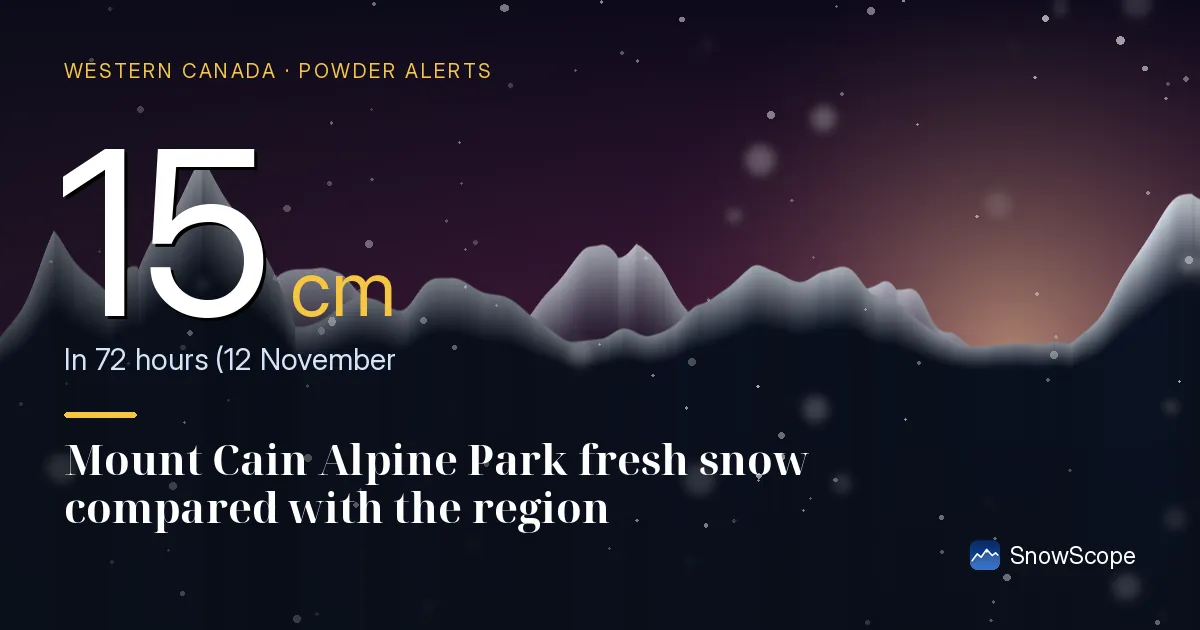 WESTERN CANADA · POWDER ALERTS
15 cm
In 72 hours (12 November
Mount Cain Alpine Park fresh snow
compared with the region
SnowScope